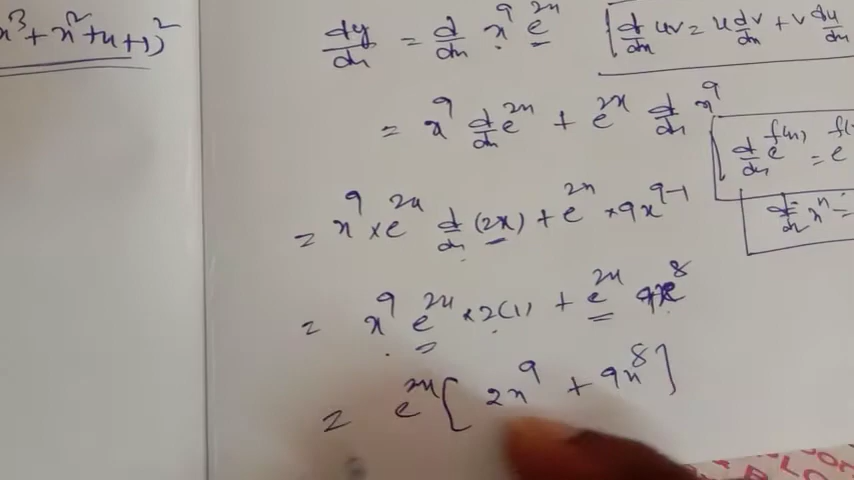 x³+x²+x+1)²
dy/dx = d/dx x⁹ e²ˣ
d/dx uv = u dv/dx + v du/dx
= x⁹ d/dx e²ˣ + e²ˣ d/dx x⁹
d/dx e^f(x) = e^f(
= x⁹ × e²ˣ d/dx (2x) + e²ˣ × 9x⁹⁻¹
d/dx xⁿ =
= x⁹ e²ˣ × 2(1) + e²ˣ 9x⁸
= e²ˣ [ 2x⁹ + 9x⁸ ]